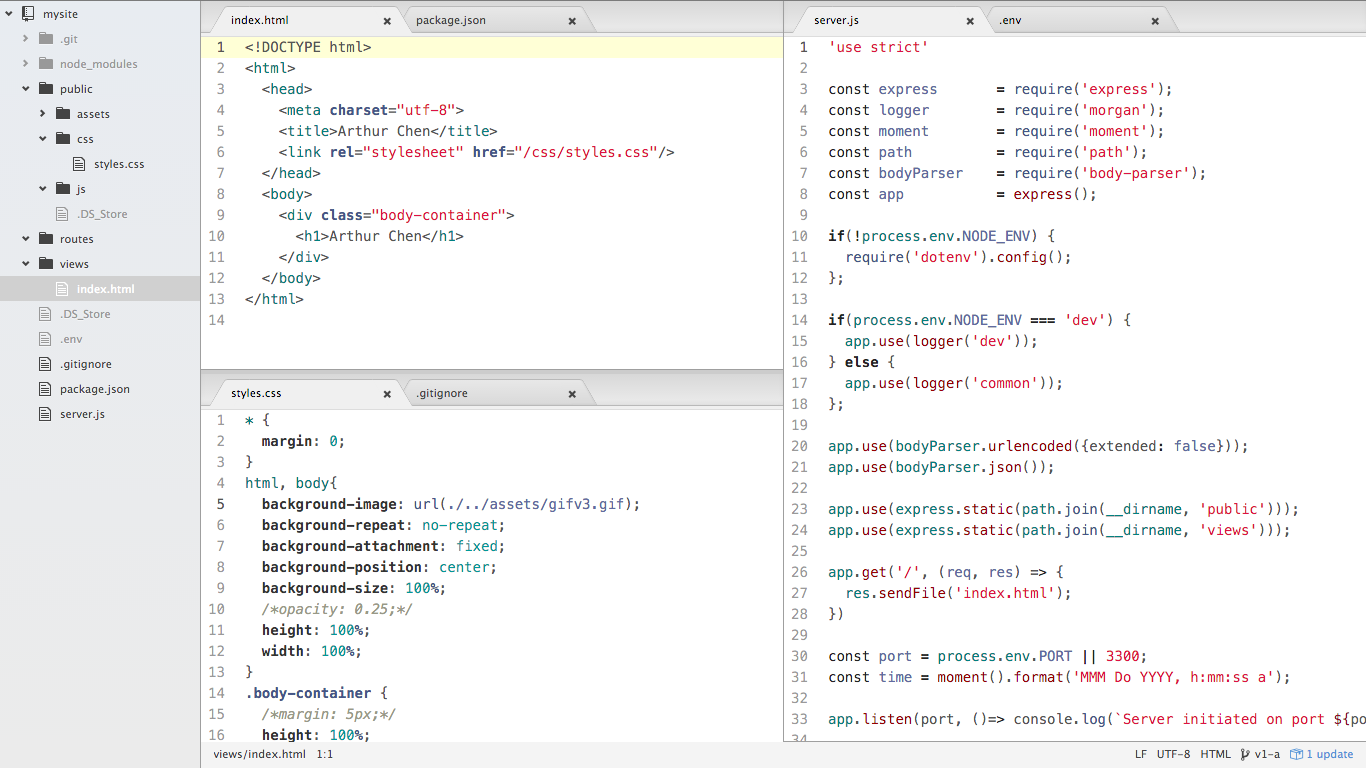 mysite
.git
node_modules
public
assets
css
styles.css
js
.DS_Store
routes
views
index.html
.DS_Store
.env
.gitignore
package.json
server.js
index.html × package.json ×
1 <!DOCTYPE html>
2 <html>
3   <head>
4     <meta charset="utf-8">
5     <title>Arthur Chen</title>
6     <link rel="stylesheet" href="/css/styles.css"/>
7   </head>
8   <body>
9     <div class="body-container">
10       <h1>Arthur Chen</h1>
11     </div>
12   </body>
13 </html>
14
styles.css × .gitignore ×
1 * {
2   margin: 0;
3 }
4 html, body{
5   background-image: url(./../assets/gifv3.gif);
6   background-repeat: no-repeat;
7   background-attachment: fixed;
8   background-position: center;
9   background-size: 100%;
10   /*opacity: 0.25;*/
11   height: 100%;
12   width: 100%;
13 }
14 .body-container {
15   /*margin: 5px;*/
16   height: 100%;
server.js × .env ×
1 'use strict'
2
3 const express       = require('express');
4 const logger        = require('morgan');
5 const moment        = require('moment');
6 const path          = require('path');
7 const bodyParser    = require('body-parser');
8 const app           = express();
9
10 if(!process.env.NODE_ENV) {
11   require('dotenv').config();
12 };
13
14 if(process.env.NODE_ENV === 'dev') {
15   app.use(logger('dev'));
16 } else {
17   app.use(logger('common'));
18 };
19
20 app.use(bodyParser.urlencoded({extended: false}));
21 app.use(bodyParser.json());
22
23 app.use(express.static(path.join(__dirname, 'public')));
24 app.use(express.static(path.join(__dirname, 'views')));
25
26 app.get('/', (req, res) => {
27   res.sendFile('index.html');
28 })
29
30 const port = process.env.PORT || 3300;
31 const time = moment().format('MMM Do YYYY, h:mm:ss a');
32
33 app.listen(port, ()=> console.log(`Server initiated on port ${po
34
views/index.html 1:1
LF UTF-8 HTML v1-a 1 update